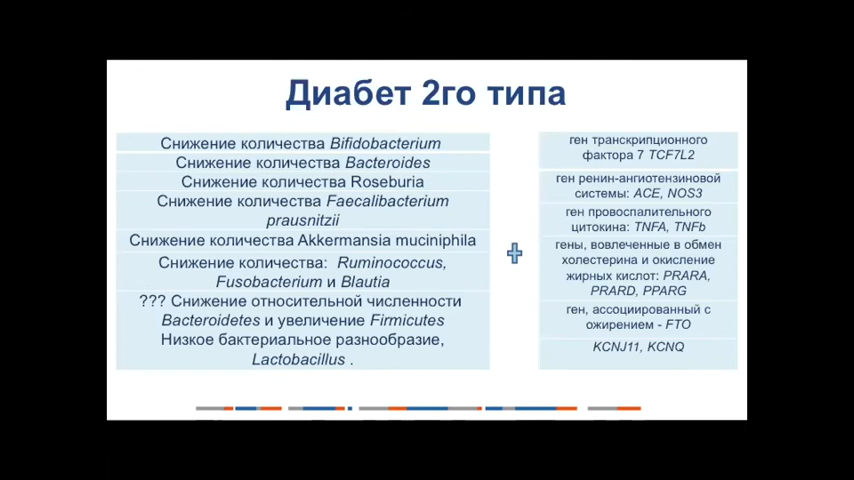 Диабет 2го типа
Снижение количества Bifidobacterium
Снижение количества Bacteroides
Снижение количества Roseburia
Снижение количества Faecalibacterium
prausnitzii
Снижение количества Akkermansia muciniphila
Снижение количества: Ruminococcus,
Fusobacterium и Blautia
??? Снижение относительной численности
Bacteroidetes и увеличение Firmicutes
Низкое бактериальное разнообразие,
Lactobacillus .
ген транскрипционного
фактора 7 TCF7L2
ген ренин-ангиотензиновой
системы: ACE, NOS3
ген провоспалительного
цитокина: TNFA, TNFb
гены, вовлеченные в обмен
холестерина и окисление
жирных кислот: PRARA,
PRARD, PPARG
ген, ассоциированный с
ожирением - FTO
KCNJ11, KCNQ